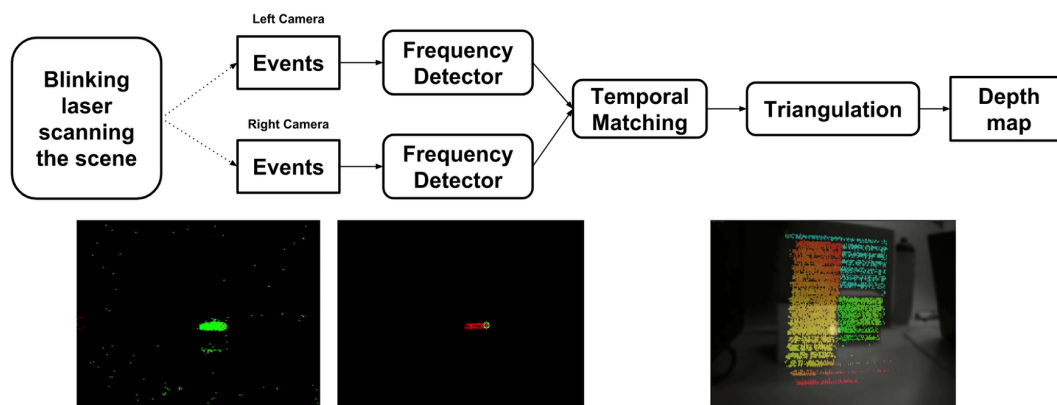 Left Camera
Blinking
laser
scanning
the scene
Events
Frequency
Detector
Temporal
Matching
Triangulation
Depth
map
Right Camera
Events
Frequency
Detector